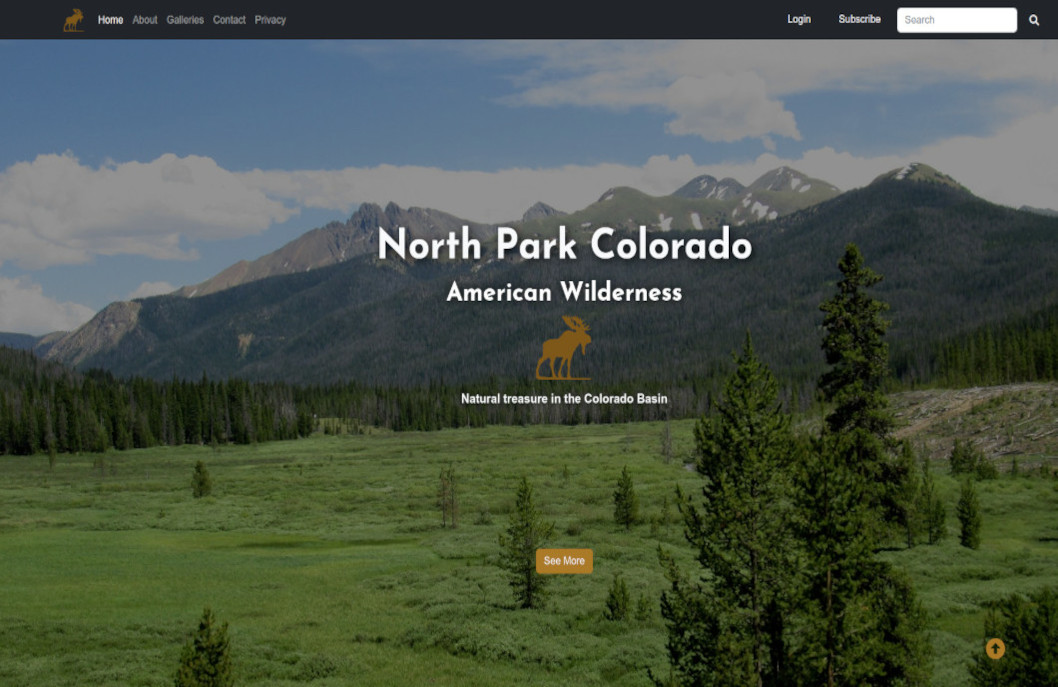 Home About Galleries Contact Privacy Login Subscribe Search
North Park Colorado
American Wilderness
Natural treasure in the Colorado Basin
See More